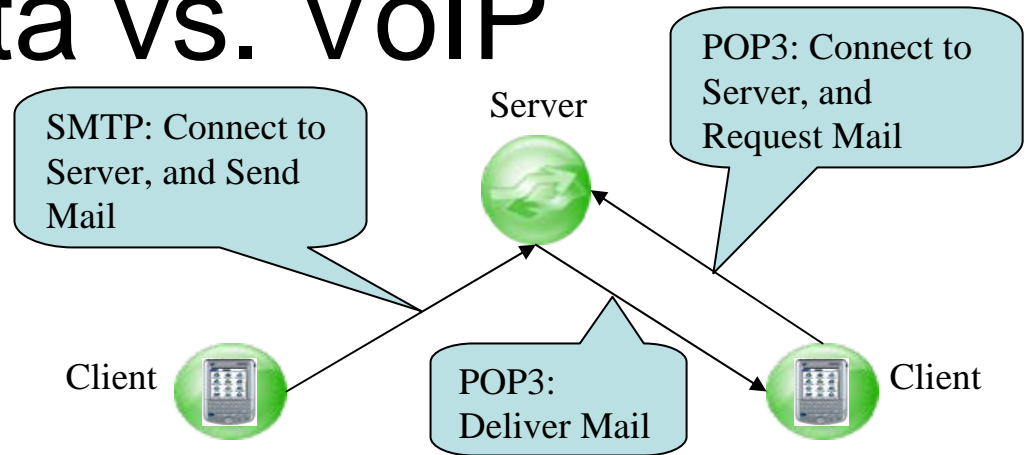 ta vs. VoIP
POP3: Connect to
Server, and
Request Mail
Server
SMTP: Connect to
Server, and Send
Mail
Client
POP3:
Deliver Mail
Client